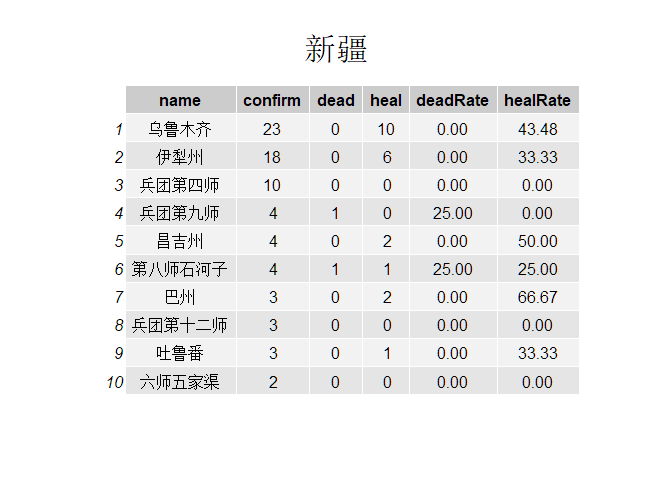 新疆
name confirm dead heal deadRate healRate
1 乌鲁木齐 23 0 10 0.00 43.48
2 伊犁州 18 0 6 0.00 33.33
3 兵团第四师 10 0 0 0.00 0.00
4 兵团第九师 4 1 0 25.00 0.00
5 昌吉州 4 0 2 0.00 50.00
6 第八师石河子 4 1 1 25.00 25.00
7 巴州 3 0 2 0.00 66.67
8 兵团第十二师 3 0 0 0.00 0.00
9 吐鲁番 3 0 1 0.00 33.33
10 六师五家渠 2 0 0 0.00 0.00